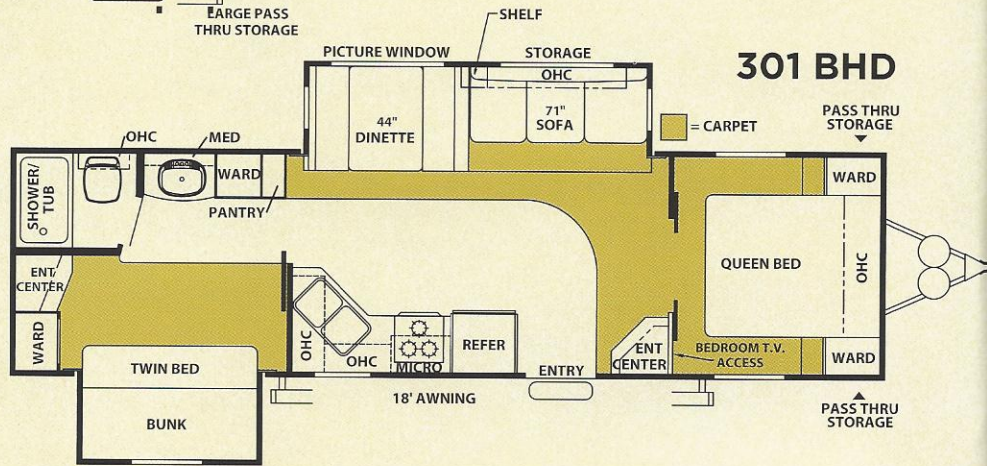 LARGE PASS
THRU STORAGE
SHELF
PICTURE WINDOW
STORAGE
OHC
301 BHD
44"
DINETTE
71"
SOFA
= CARPET
PASS THRU
STORAGE
OHC
MED
SHOWER/
TUB
WARD
PANTRY
WARD
ENT
CENTER
WARD
QUEEN BED
OHC
TWIN BED
BUNK
OHC
OHC
MICRO
REFER
ENTRY
ENT
CENTER
BEDROOM T.V.
ACCESS
WARD
18' AWNING
PASS THRU
STORAGE